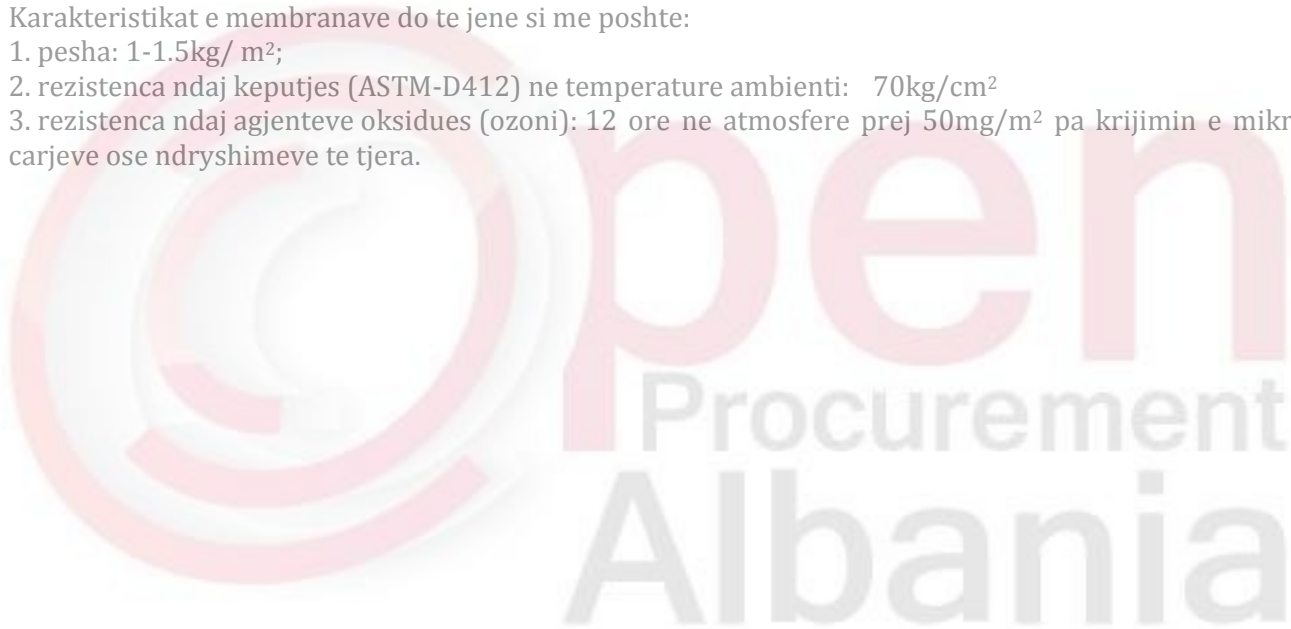 Karakteristikat e membranave do te jene si me poshte:
1. pesha: 1-1.5kg/ m²;
2. rezistenca ndaj keputjes (ASTM-D412) ne temperature ambienti: 70kg/cm²
3. rezistenca ndaj agjenteve oksidues (ozoni): 12 ore ne atmosfere prej 50mg/m² pa krijimin e mikr
carjeve ose ndryshimeve te tjera.
Open
Procurement
Albania